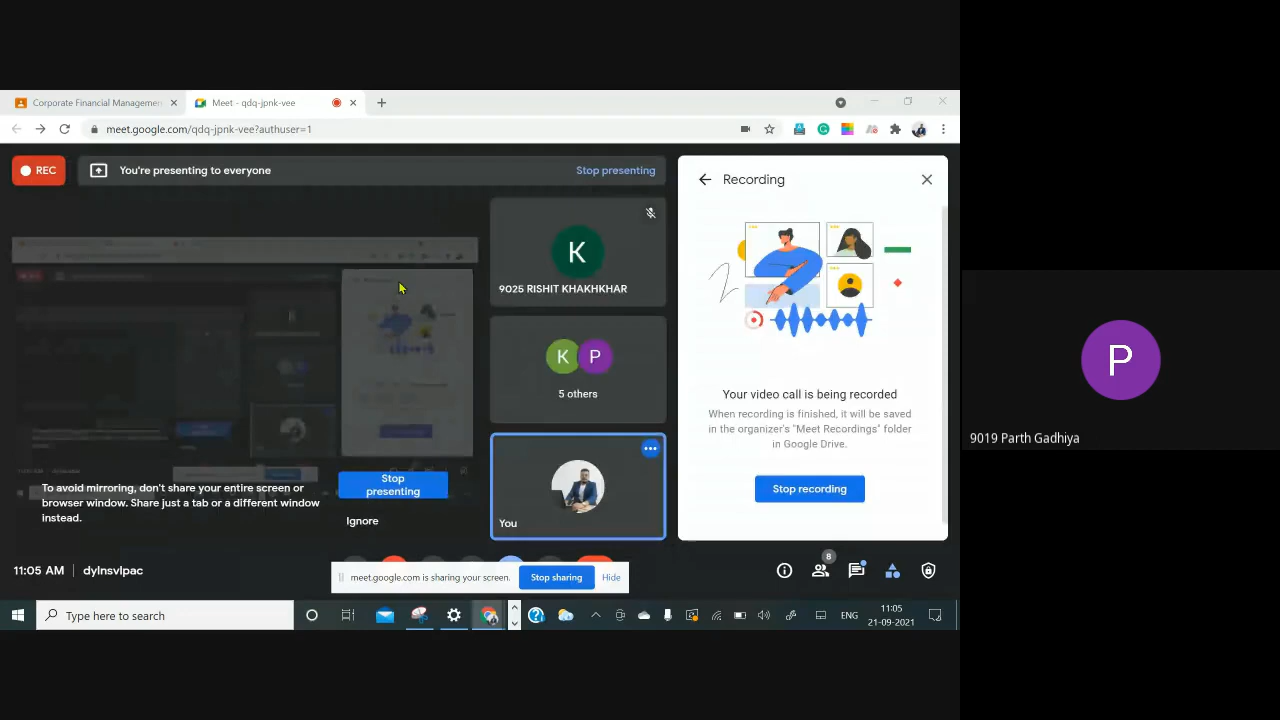 Corporate Financial Managemen
Meet - qdq-jpnk-vee
meet.google.com/qdq-jpnk-vee?authuser=1
REC
You're presenting to everyone
Stop presenting
Recording
K
9025 RISHIT KHAKHKHAR
K P
5 others
Your video call is being recorded
When recording is finished, it will be saved
in the organizer's "Meet Recordings" folder
in Google Drive.
Stop recording
To avoid mirroring, don't share your entire screen or
browser window. Share just a tab or a different window
instead.
Stop
presenting
Ignore
You
P
9019 Parth Gadhiya
11:05 AM | dylnsvlpac
meet.google.com is sharing your screen.
Stop sharing
Hide
8
Type here to search
ENG
11:05
21-09-2021